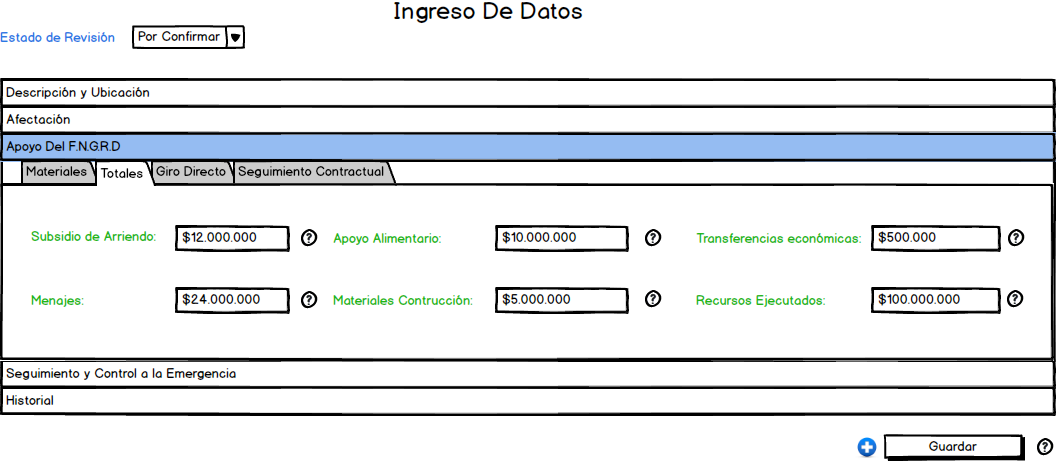 Ingreso De Datos
Estado de Revisión Por Confirmar
Descripción y Ubicación
Afectación
Apoyo Del F.N.G.R.D
Materiales Totales Giro Directo Seguimiento Contractual
Subsidio de Arriendo: $12.000.000 ? Apoyo Alimentario: $10.000.000 ? Transferencias económicas: $500.000 ?
Menajes: $24.000.000 ? Materiales Contrucción: $5.000.000 ? Recursos Ejecutados: $100.000.000 ?
Seguimiento y Control a la Emergencia
Historial
Guardar ?